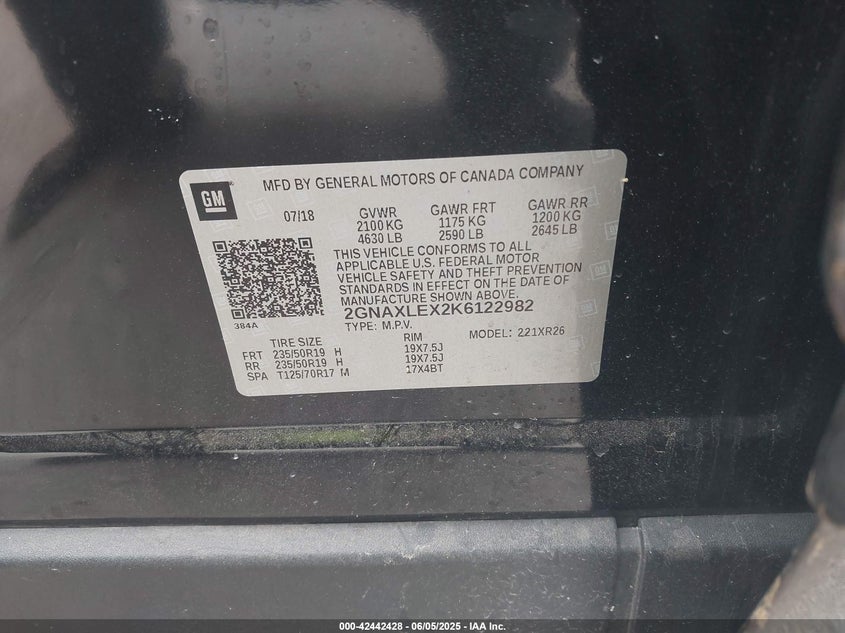 GM
MFD BY GENERAL MOTORS OF CANADA COMPANY
07/18 GVWR GAWR FRT GAWR RR
2100 KG 1175 KG 1200 KG
4630 LB 2590 LB 2645 LB
THIS VEHICLE CONFORMS TO ALL
APPLICABLE U.S. FEDERAL MOTOR
VEHICLE SAFETY AND THEFT PREVENTION
STANDARDS IN EFFECT ON THE DATE OF
MANUFACTURE SHOWN ABOVE.
384A
2GNAXLEX2K6122982
TYPE: M.P.V. MODEL: 221XR26
TIRE SIZE RIM
FRT 235/50R19 H 19X7.5J
RR 235/50R19 H 19X7.5J
SPA T125/70R17 M 17X4BT
000-42442428 - 06/05/2025 - IAA Inc.